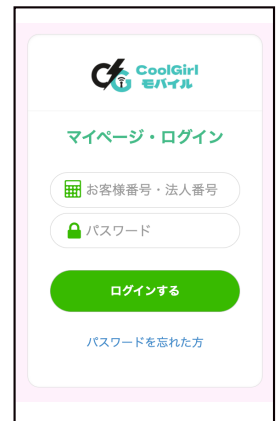 CoolGirl
モバイル
マイページ・ログイン
お客様番号・法人番号
パスワード
ログインする
パスワードを忘れた方